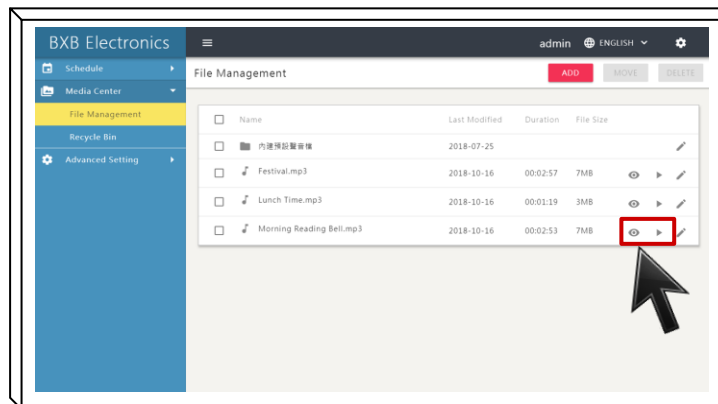 BXB Electronics
admin ENGLISH
Schedule
Media Center
File Management
Recycle Bin
Advanced Setting
File Management
ADD MOVE DELETE
Name Last Modified Duration File Size
內建預設聲音檔 2018-07-25
Festival.mp3 2018-10-16 00:02:57 7MB
Lunch Time.mp3 2018-10-16 00:01:19 3MB
Morning Reading Bell.mp3 2018-10-16 00:02:53 7MB